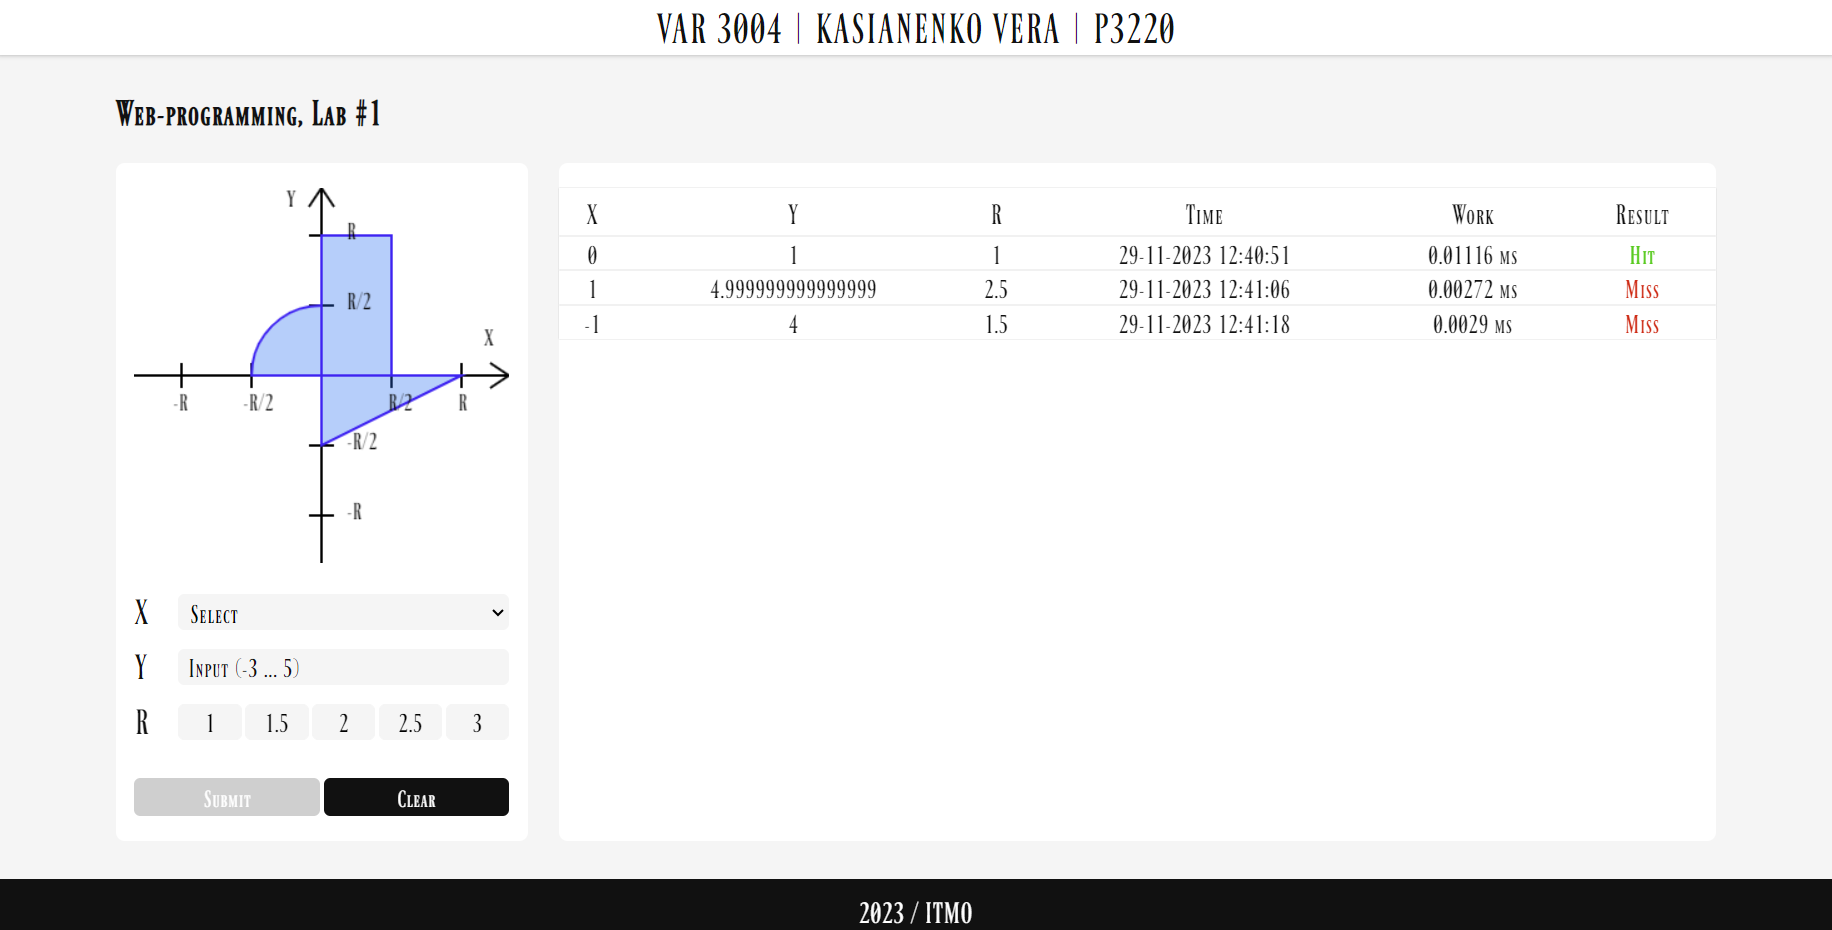 VAR 3004 | KASIANENKO VERA | P3220
Web-programming, Lab #1
Y
R
R/2
X
-R -R/2 R/2 R
-R/2
-R
X Select
Y Input (-3 ... 5)
R 1 1.5 2 2.5 3
Submit Clear
X Y R Time Work Result
0 1 1 29-11-2023 12:40:51 0.01116 ms Hit
1 4.999999999999999 2.5 29-11-2023 12:41:06 0.00272 ms Miss
-1 4 1.5 29-11-2023 12:41:18 0.0029 ms Miss
2023 / ITMO